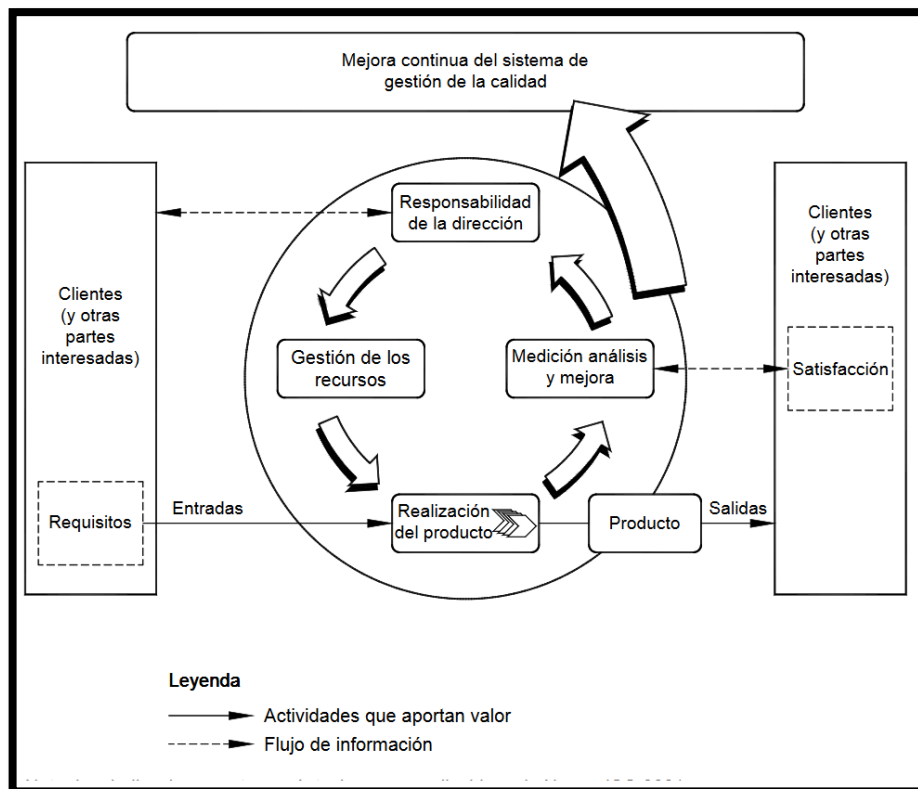 Mejora continua del sistema de
gestión de la calidad
Responsabilidad
de la dirección
Clientes
(y otras
partes
interesadas)
Clientes
(y otras
partes
interesadas)
Gestión de los
recursos
Medición análisis
y mejora
Satisfacción
Requisitos
Entradas
Realización
del producto
Producto
Salidas
Leyenda
Actividades que aportan valor
Flujo de información